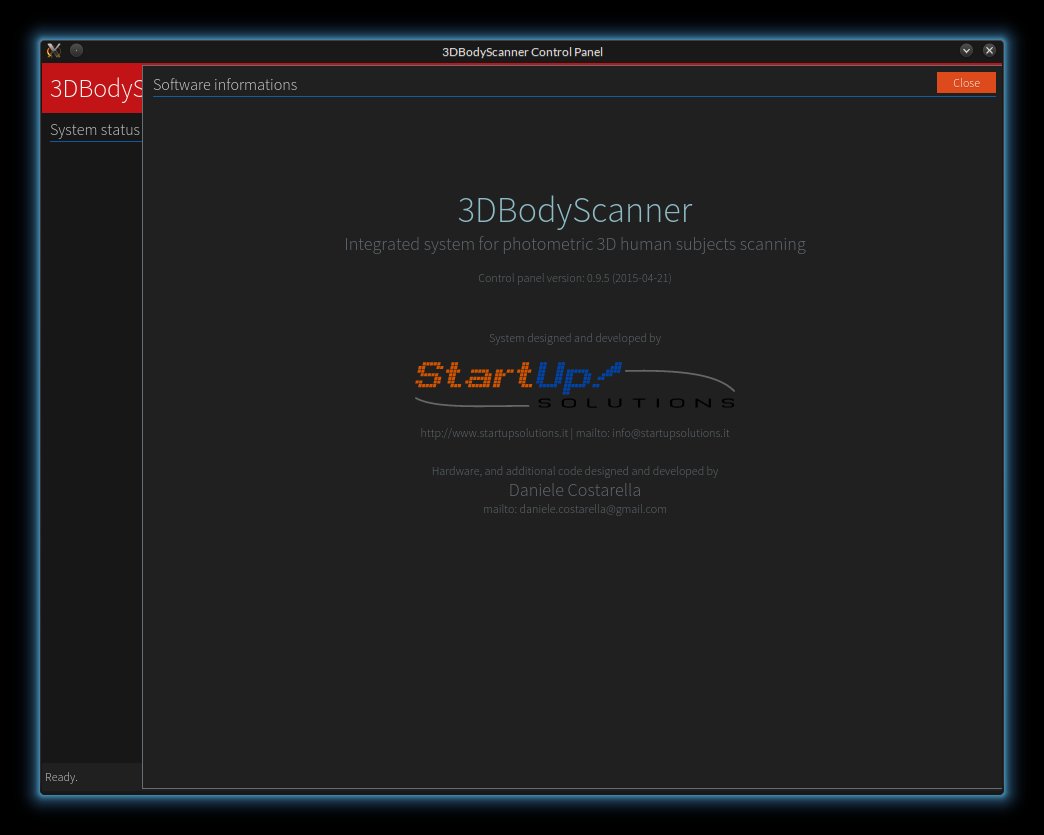 3DBodyScanner Control Panel
3DBodyS
Software informations
Close
System status
3DBodyScanner
Integrated system for photometric 3D human subjects scanning
Control panel version: 0.9.5 (2015-04-21)
System designed and developed by
StartUp!
SOLUTIONS
http://www.startupsolutions.it | mailto: info@startupsolutions.it
Hardware, and additional code designed and developed by
Daniele Costarella
mailto: daniele.costarella@gmail.com
Ready.